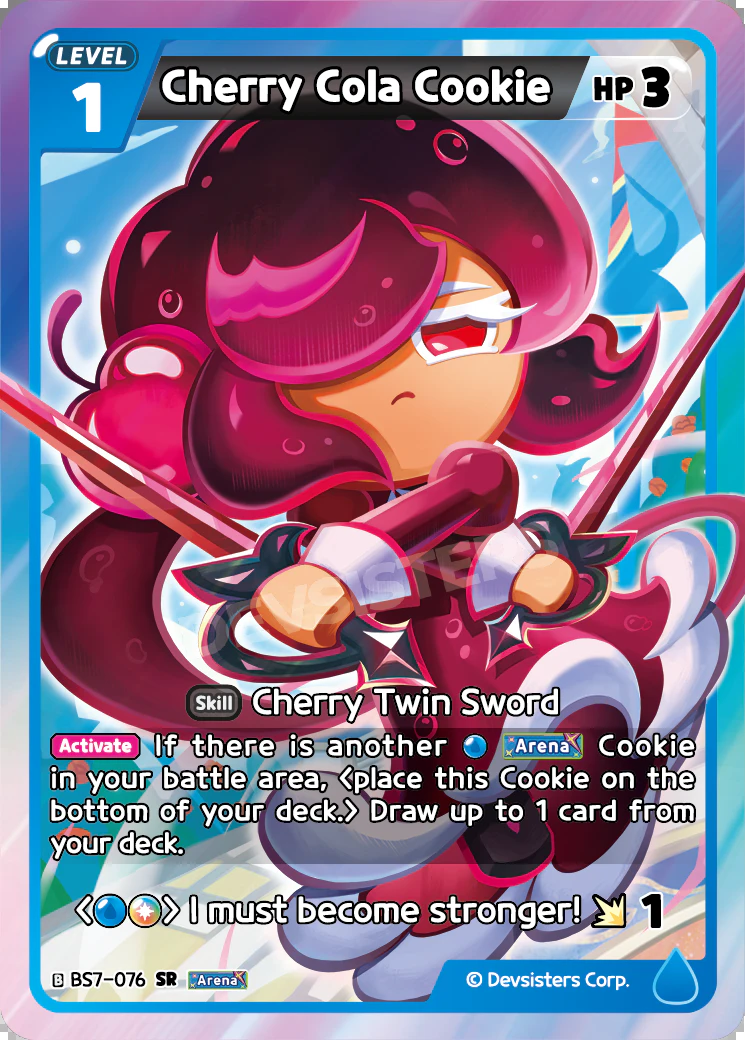 LEVEL
1
Cherry Cola Cookie
HP 3
DEVSISTERS
Skill Cherry Twin Sword
Activate If there is another Arena Cookie
in your battle area, <place this Cookie on the
bottom of your deck.> Draw up to 1 card from
your deck.
< > I must become stronger! 1
B BS7-076 SR Arena
© Devsisters Corp.